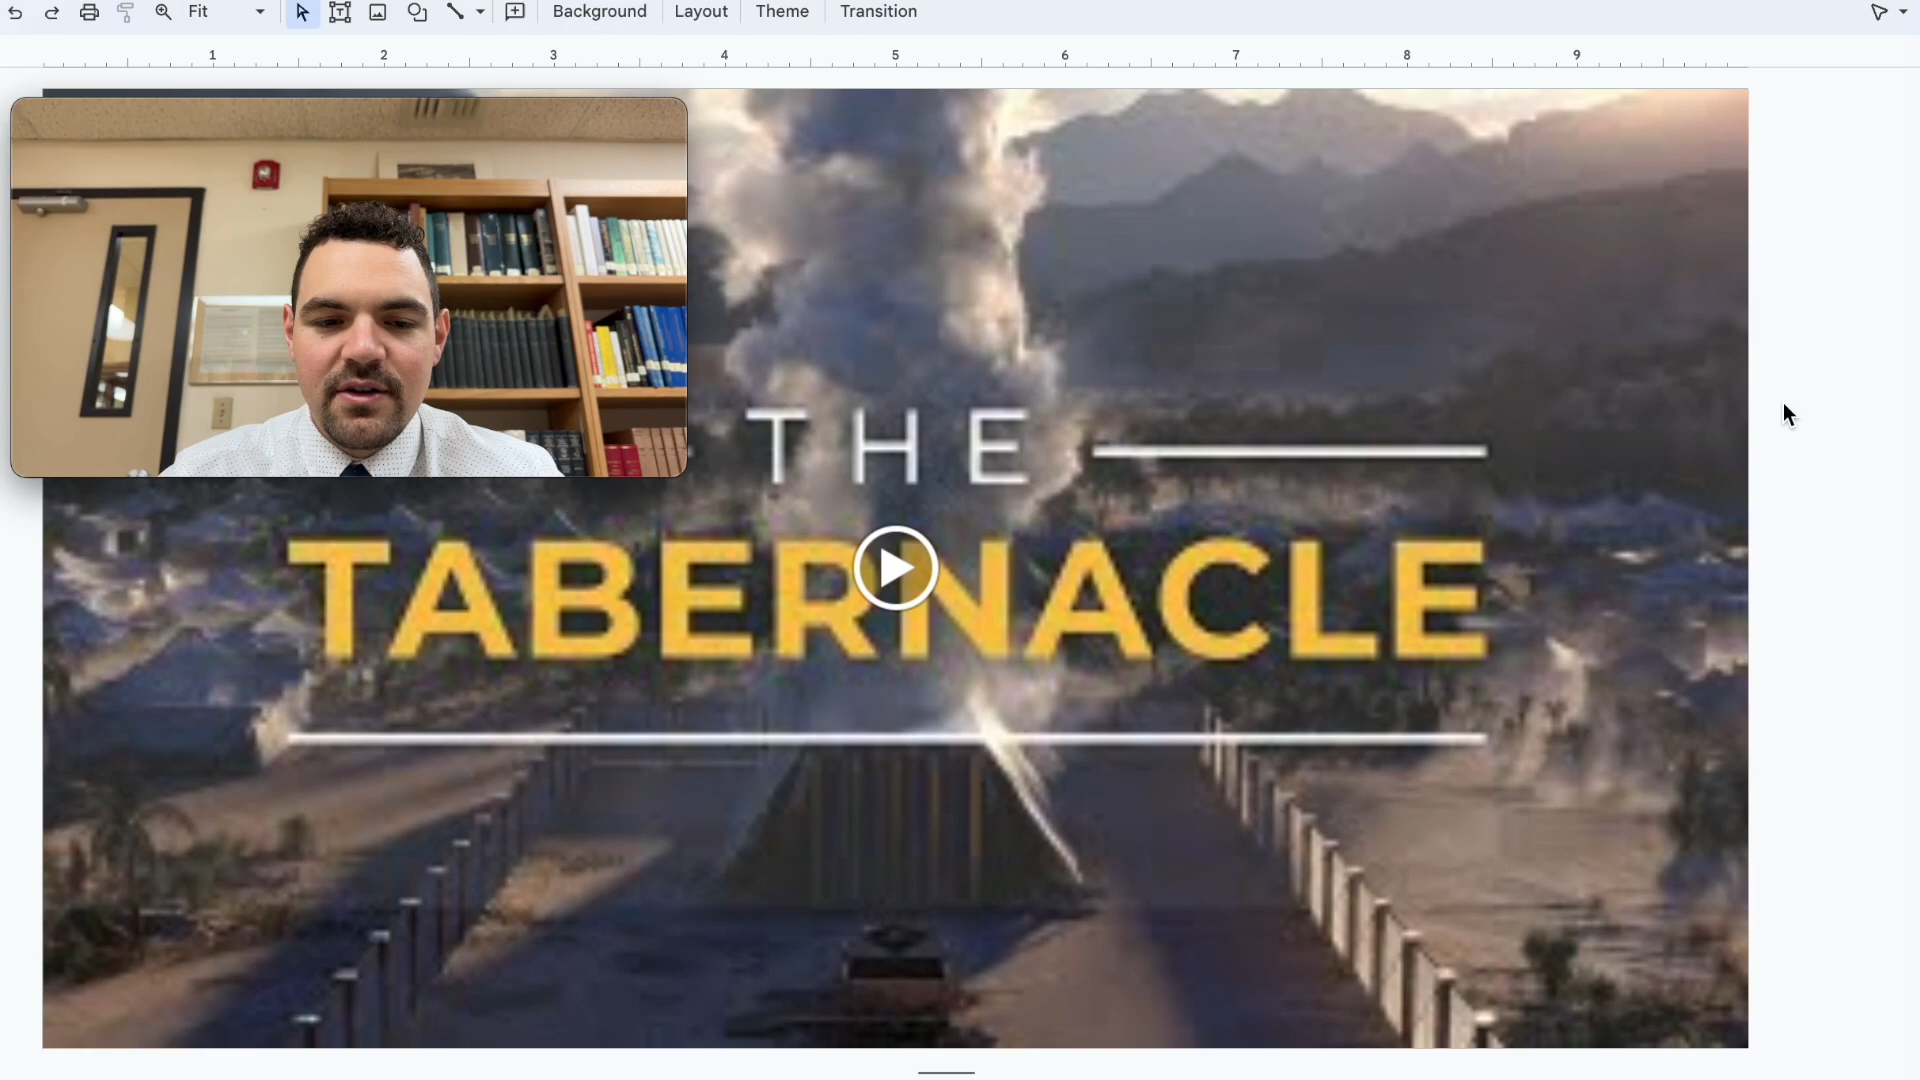 Fit Background Layout Theme Transition
1 2 3 4 5 6 7 8 9
THE
TABERNACLE